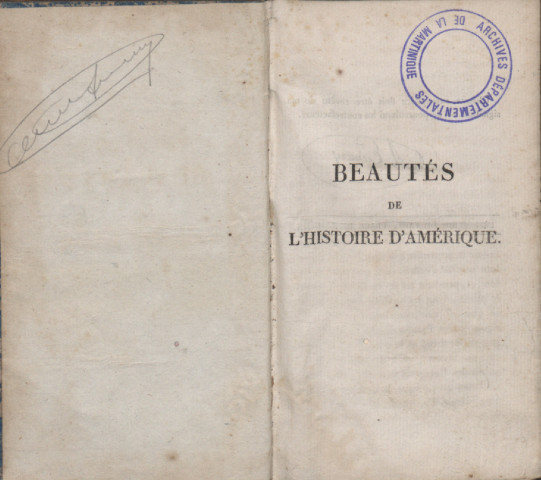 ARCHIVES DÉPARTEMENTALES DE LA MARTINIQUE
BEAUTÉS
DE
L'HISTOIRE D'AMÉRIQUE.